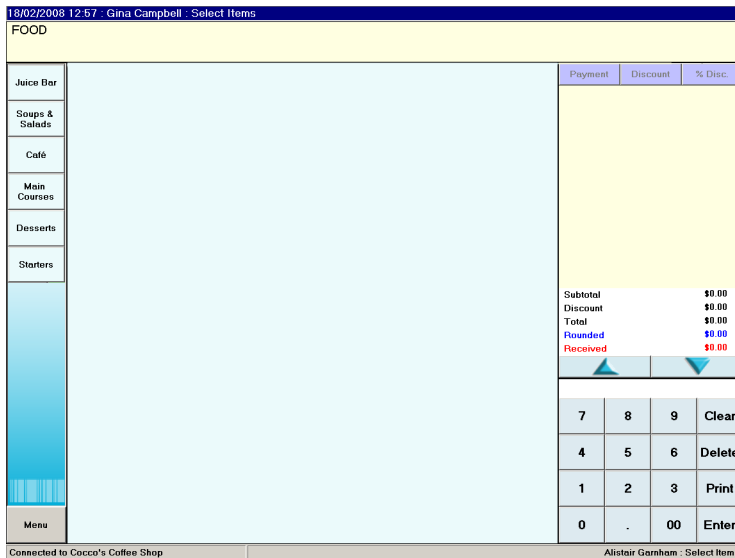 18/02/2008 12:57 : Gina Campbell : Select Items
FOOD
Payment Discount % Disc.
Juice Bar
Soups &
Salads
Café
Main
Courses
Desserts
Starters
Subtotal $0.00
Discount $0.00
Total $0.00
Rounded $0.00
Received $0.00
7 8 9 Clear
4 5 6 Delete
1 2 3 Print
0 . 00 Enter
Menu
Connected to Cocco's Coffee Shop
Alistair Garnham : Select Item